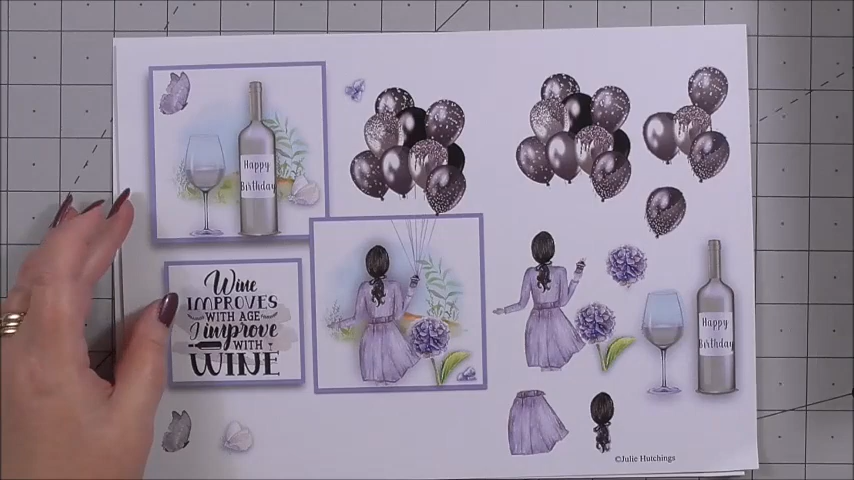 Happy
Birthday
Wine
IMPROVES
WITH AGE
I improve
WITH
WINE
Happy
Birthday
©Julie Hutchings